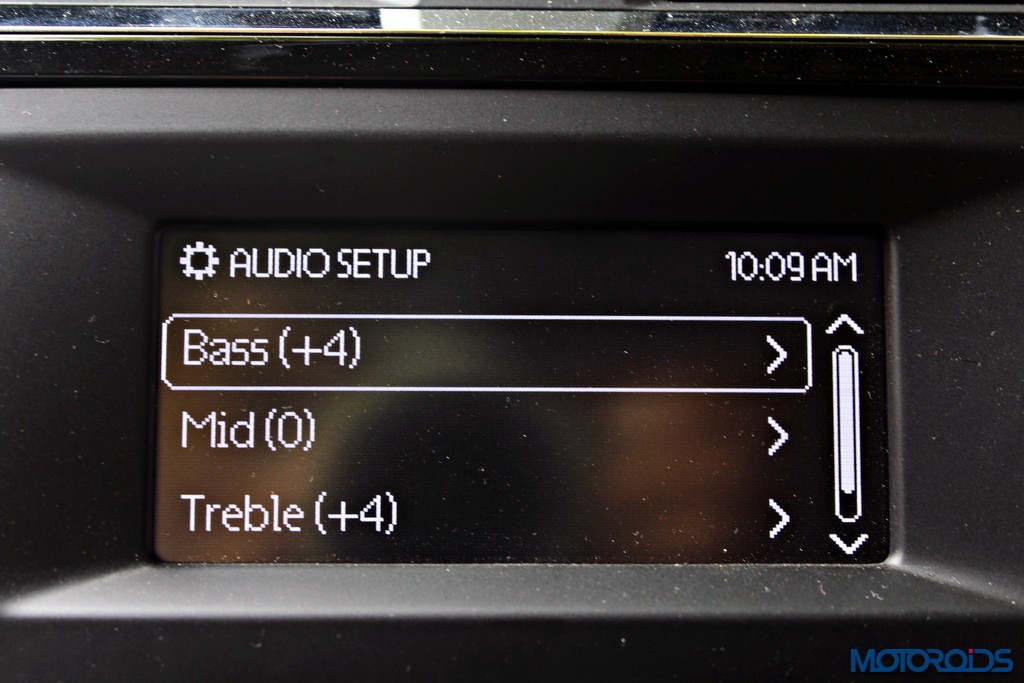 AUDIO SETUP 10:09 AM
Bass (+4)
Mid (0)
Treble (+4)
MOTOROIDS